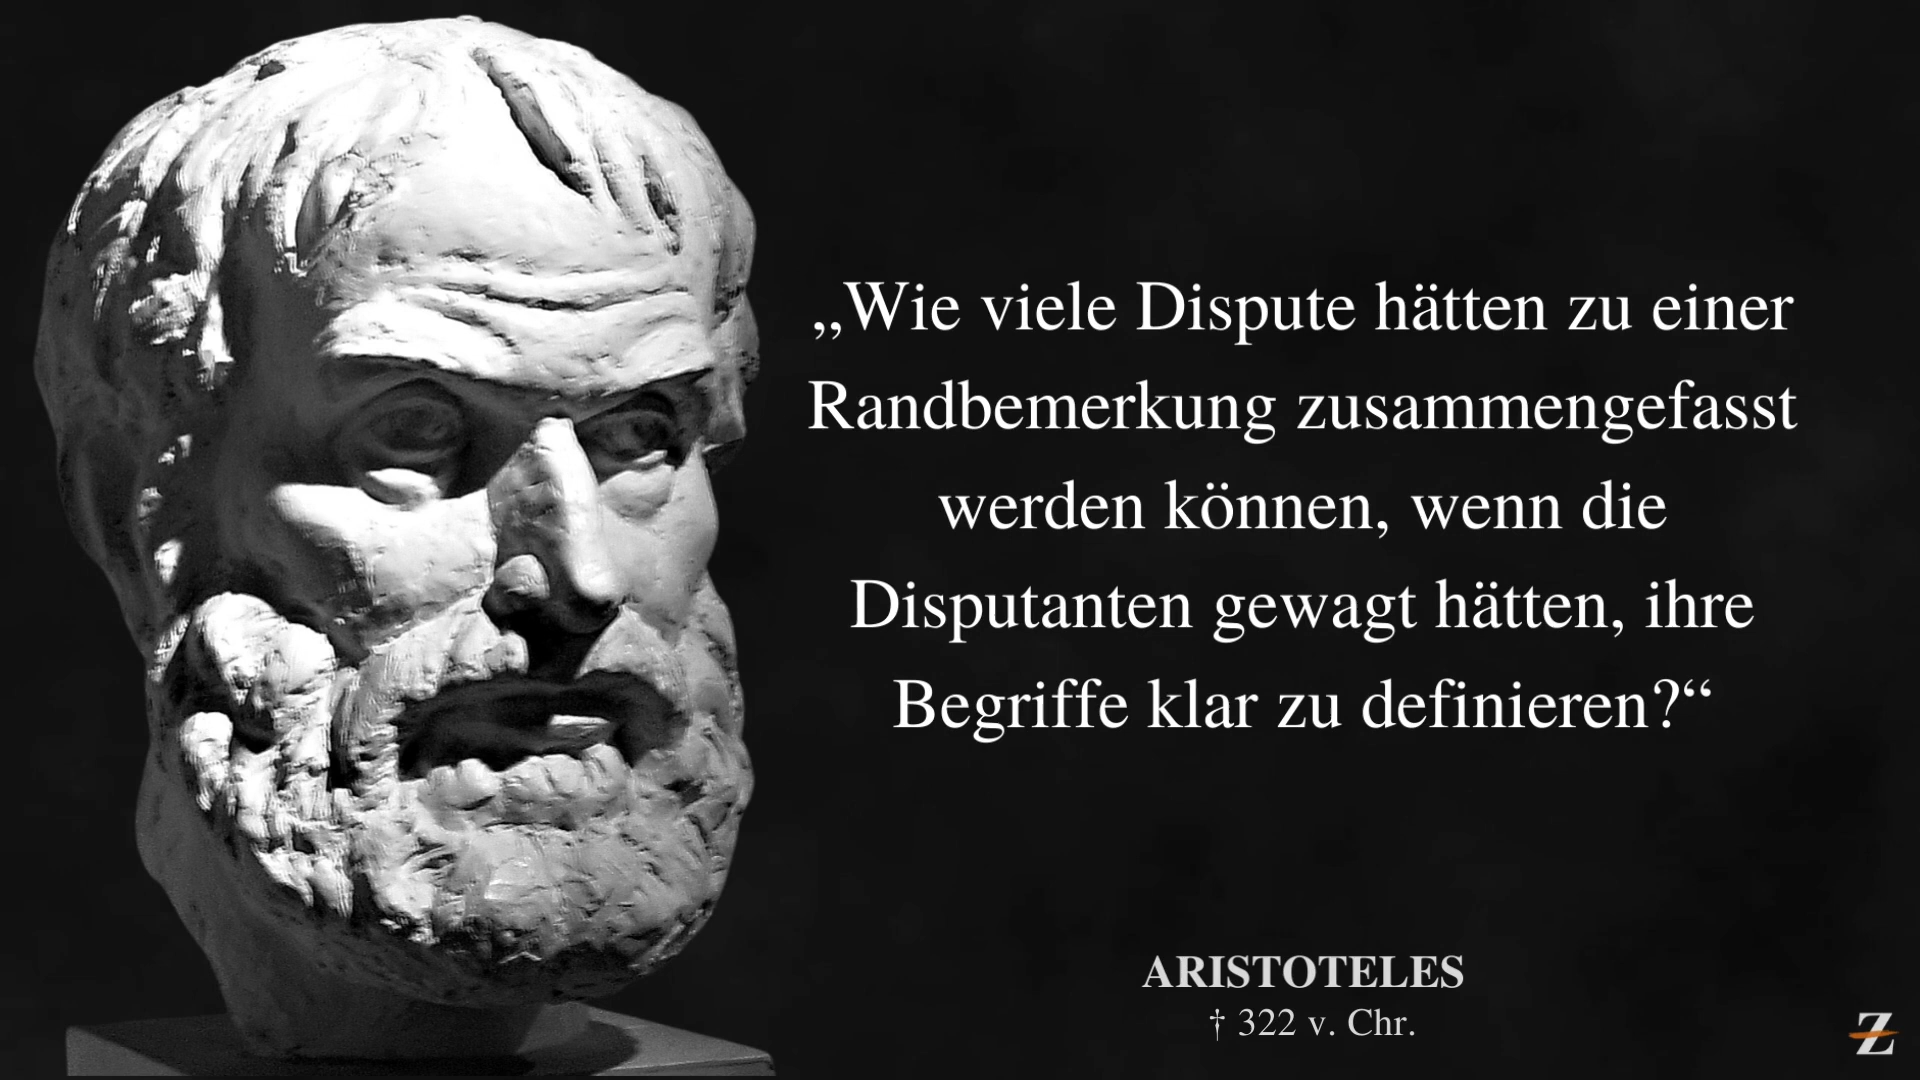 „Wie viele Dispute hätten zu einer
Randbemerkung zusammengefasst
werden können, wenn die
Disputanten gewagt hätten, ihre
Begriffe klar zu definieren?“
ARISTOTELES
† 322 v. Chr.
Z